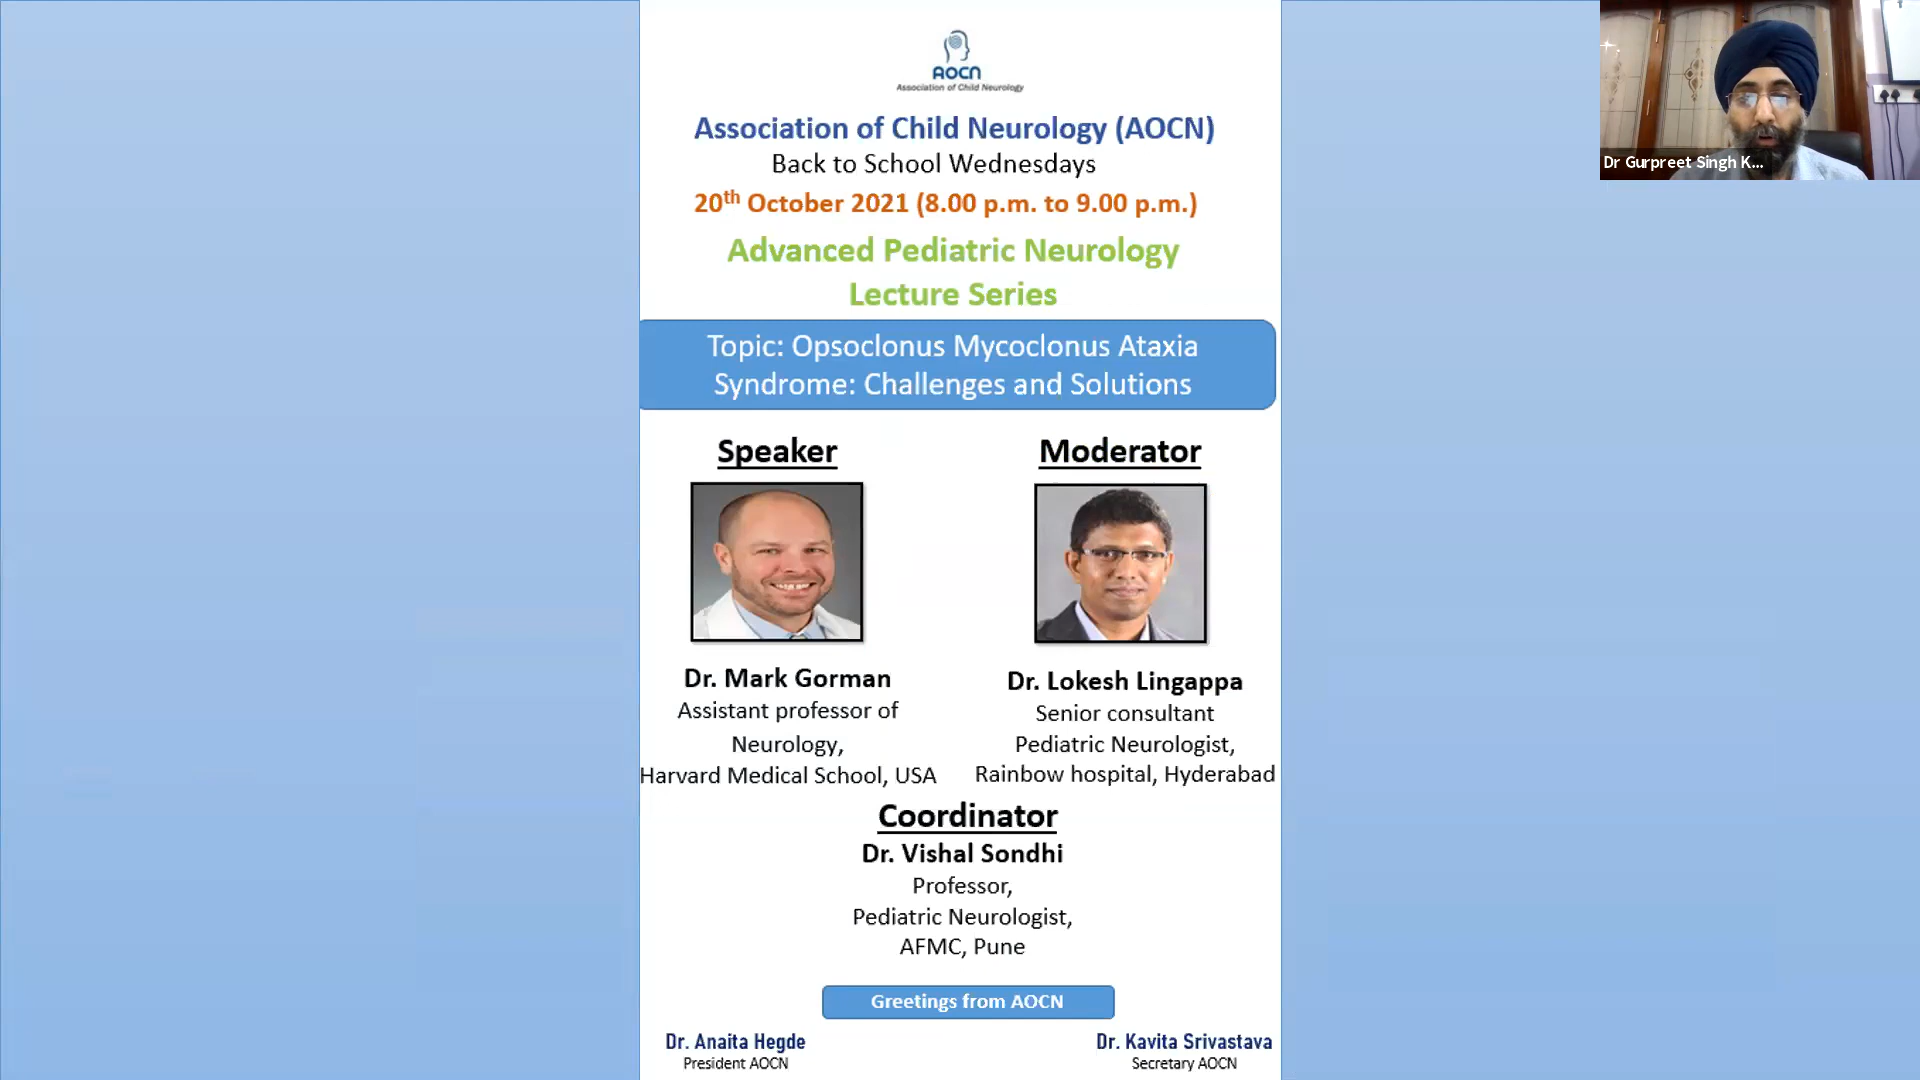 AOCN
Association of Child Neurology
Association of Child Neurology (AOCN)
Back to School Wednesdays
20th October 2021 (8.00 p.m. to 9.00 p.m.)
Advanced Pediatric Neurology
Lecture Series
Topic: Opsoclonus Mycoclonus Ataxia
Syndrome: Challenges and Solutions
Speaker
Moderator
Dr. Mark Gorman
Assistant professor of
Neurology,
Harvard Medical School, USA
Dr. Lokesh Lingappa
Senior consultant
Pediatric Neurologist,
Rainbow hospital, Hyderabad
Coordinator
Dr. Vishal Sondhi
Professor,
Pediatric Neurologist,
AFMC, Pune
Greetings from AOCN
Dr. Anaita Hegde
President AOCN
Dr. Kavita Srivastava
Secretary AOCN
Dr Gurpreet Singh K...